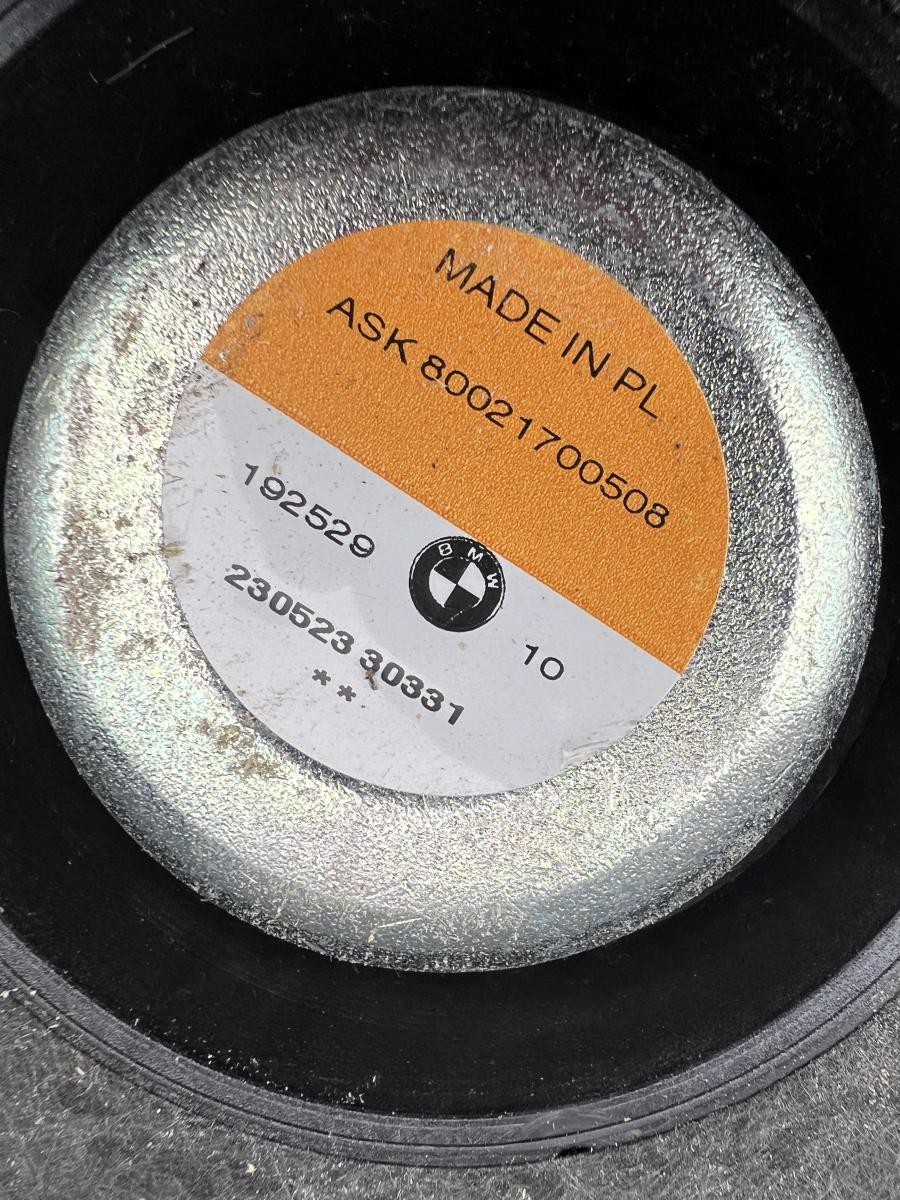 MADE IN PL
ASK 80021700508
192529
BMW
10
230523 30331
**